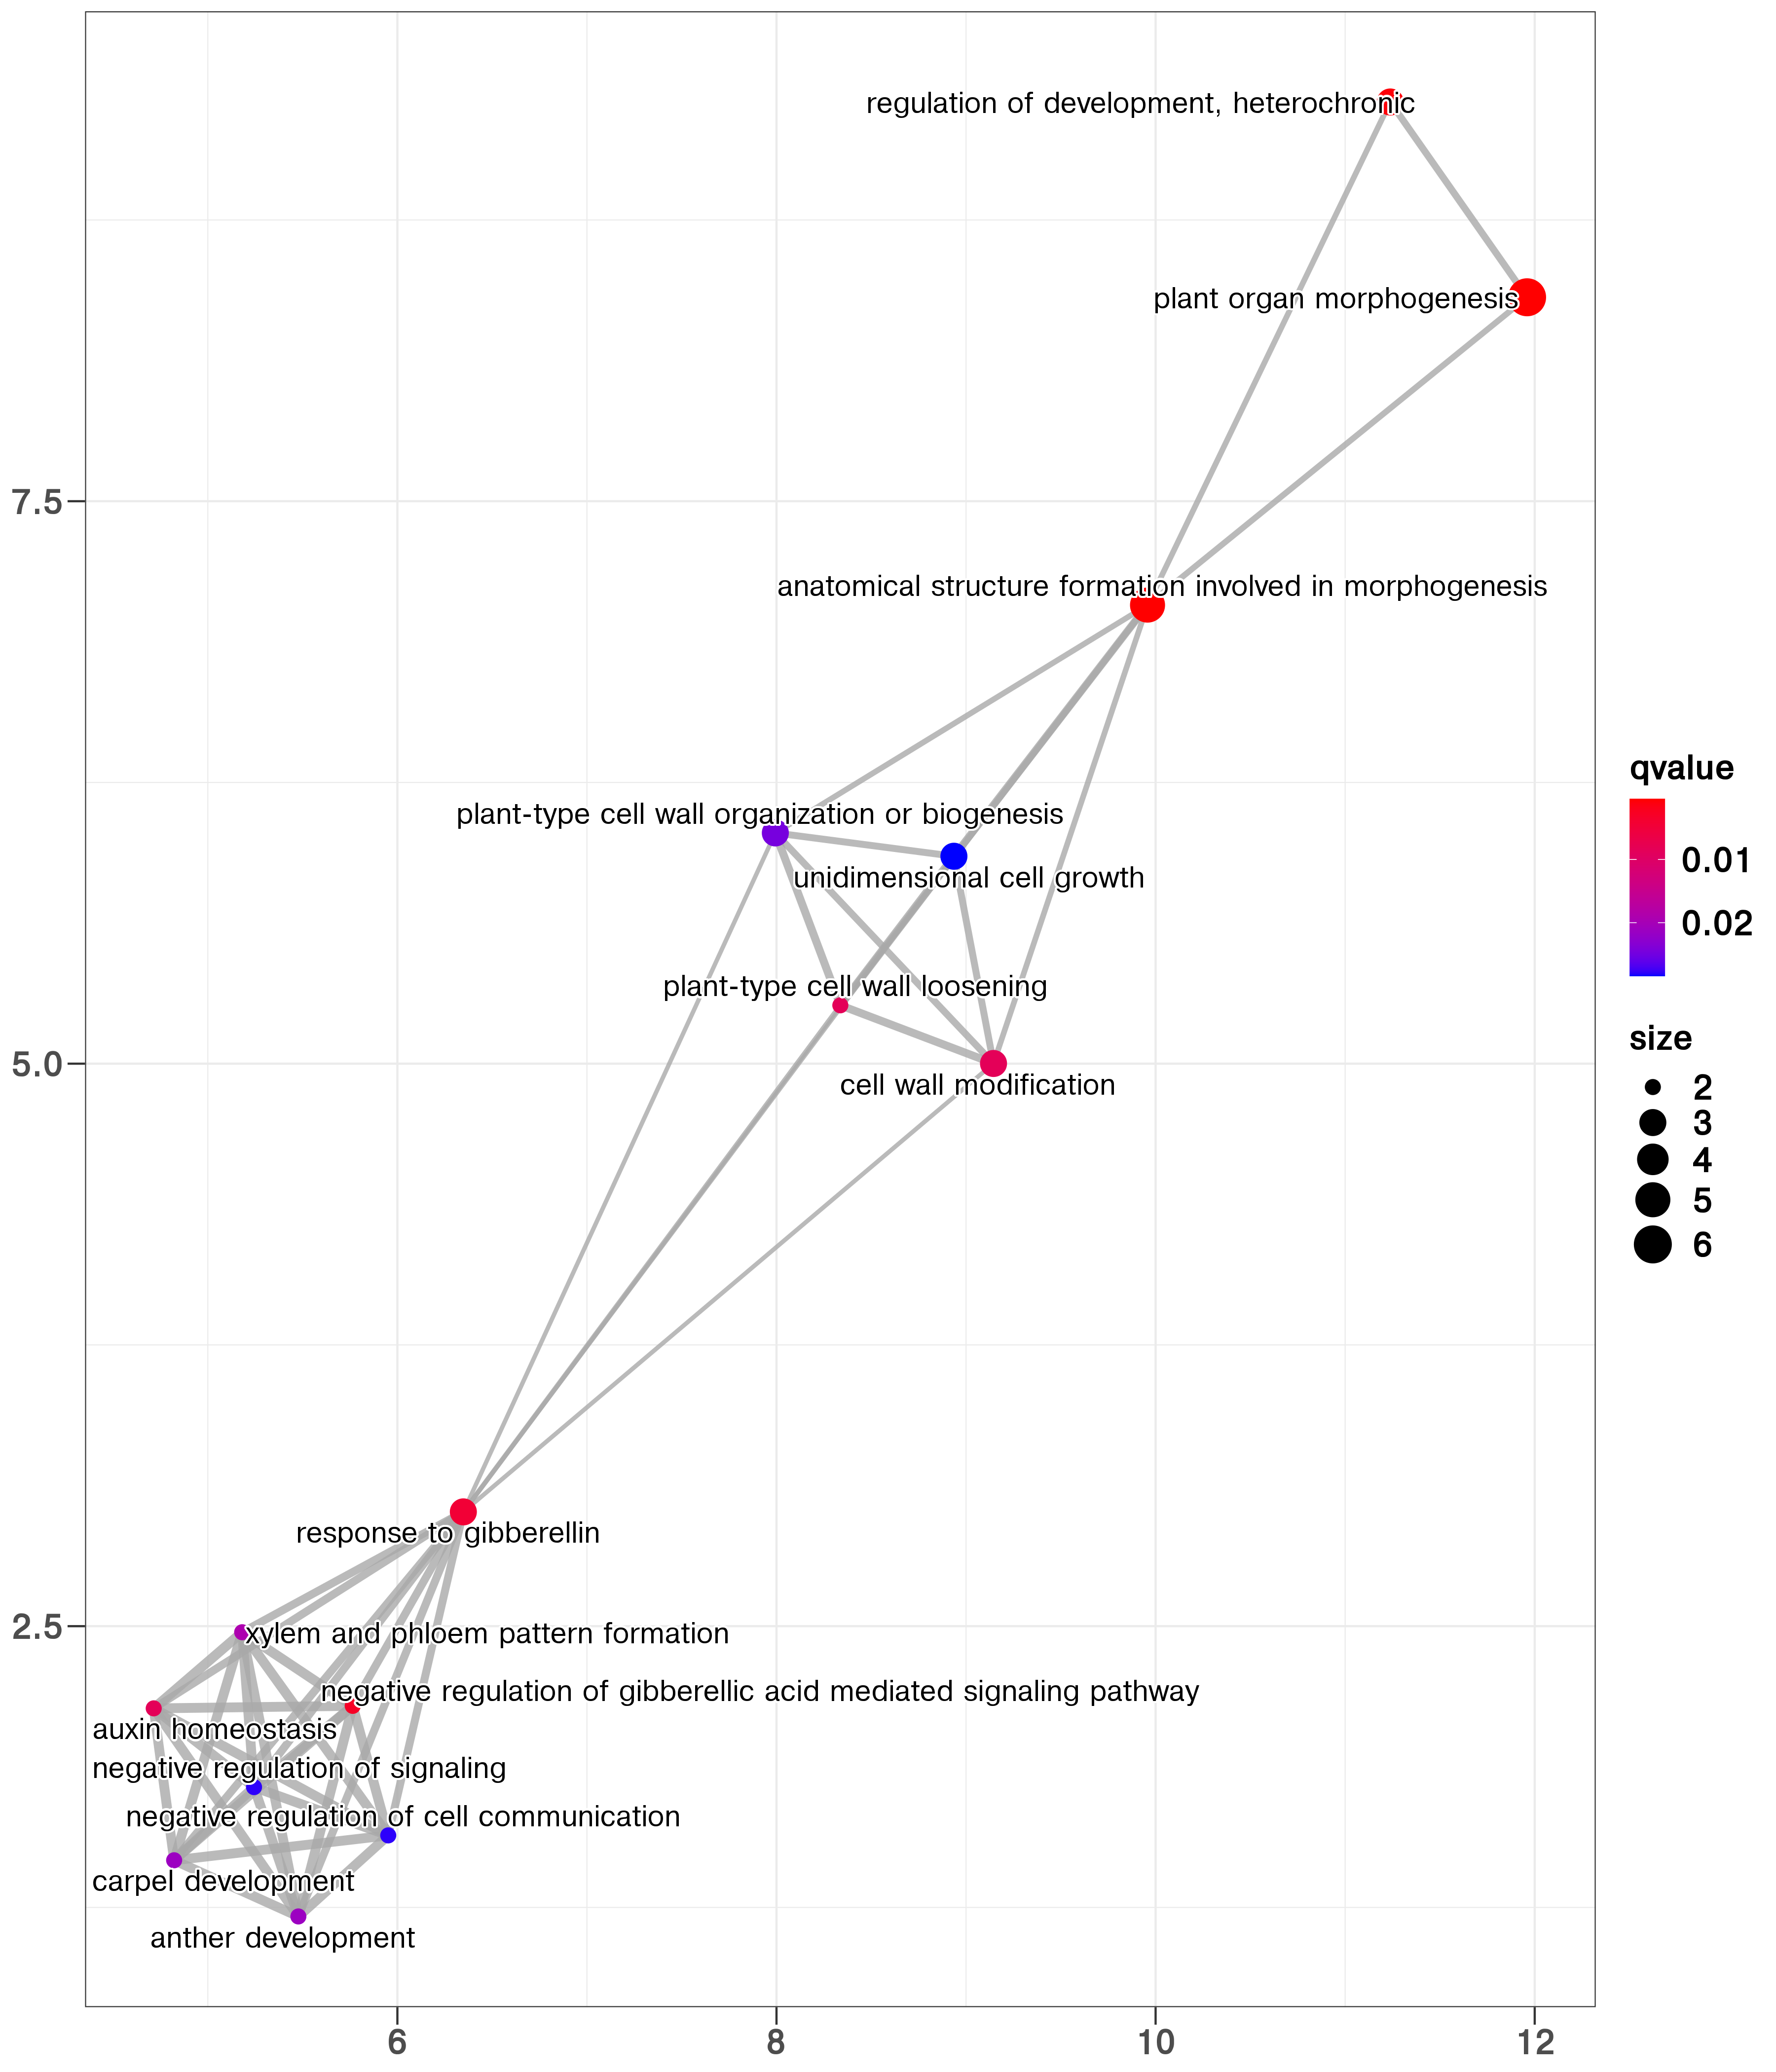 regulation of development, heterochronic
plant organ morphogenesis
7.5
anatomical structure formation involved in morphogenesis
plant-type cell wall organization or biogenesis
unidimensional cell growth
plant-type cell wall loosening
5.0
cell wall modification
response to gibberellin
2.5
xylem and phloem pattern formation
negative regulation of gibberellic acid mediated signaling pathway
auxin homeostasis
negative regulation of signaling
negative regulation of cell communication
carpel development
anther development
6 8 10 12
qvalue
0.01
0.02
size
2
3
4
5
6